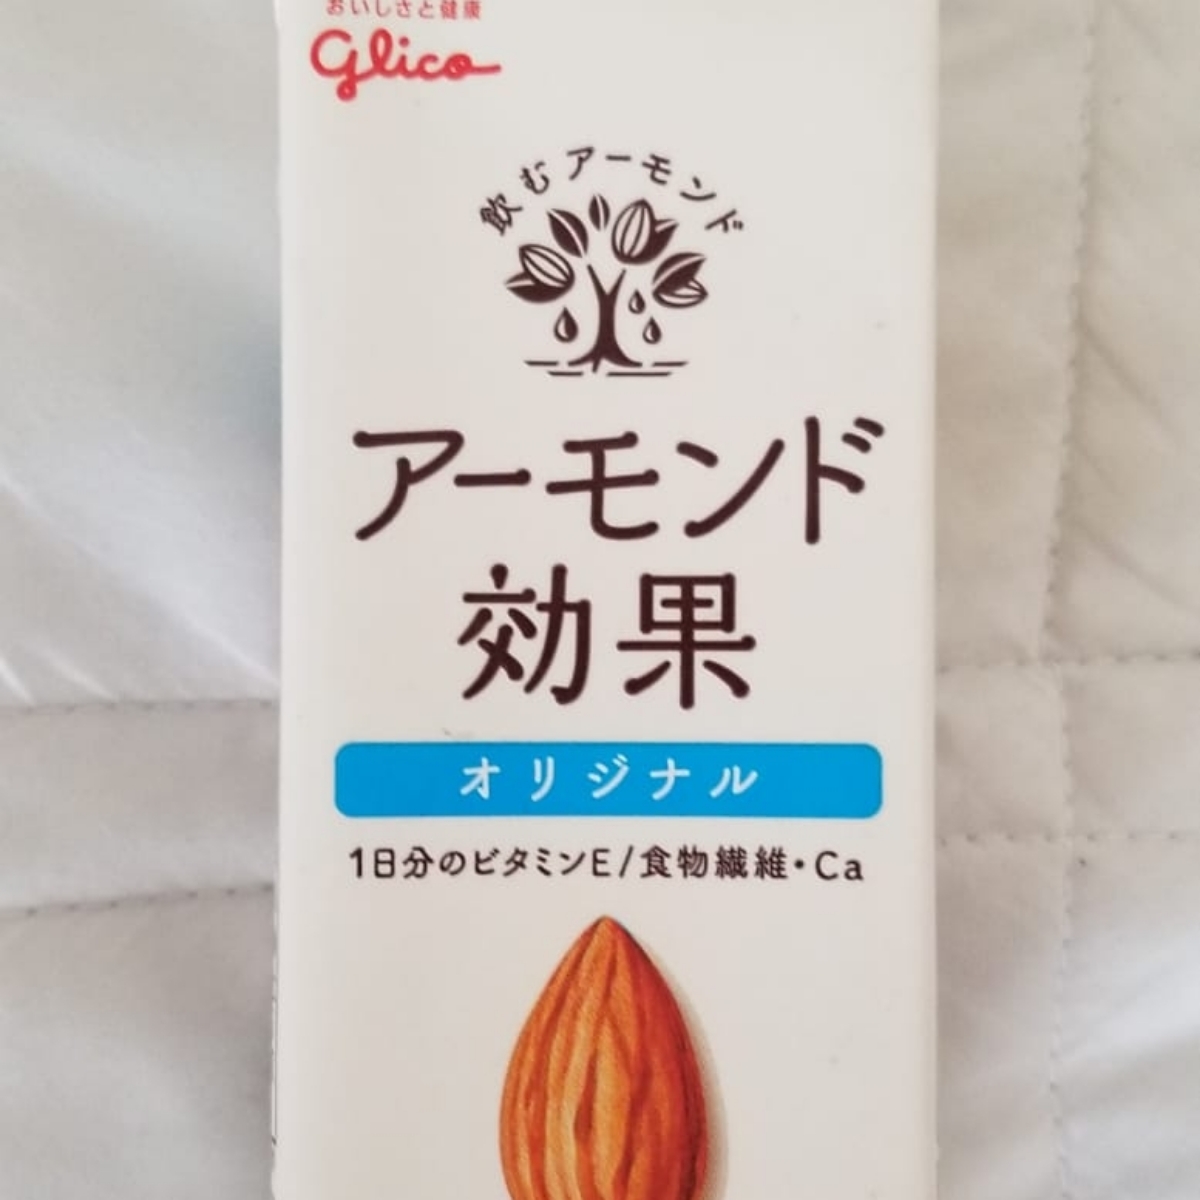 おいしさと健康
Glico
飲むアーモンド
アーモンド
効果
オリジナル
1日分のビタミンE/食物繊維・Ca